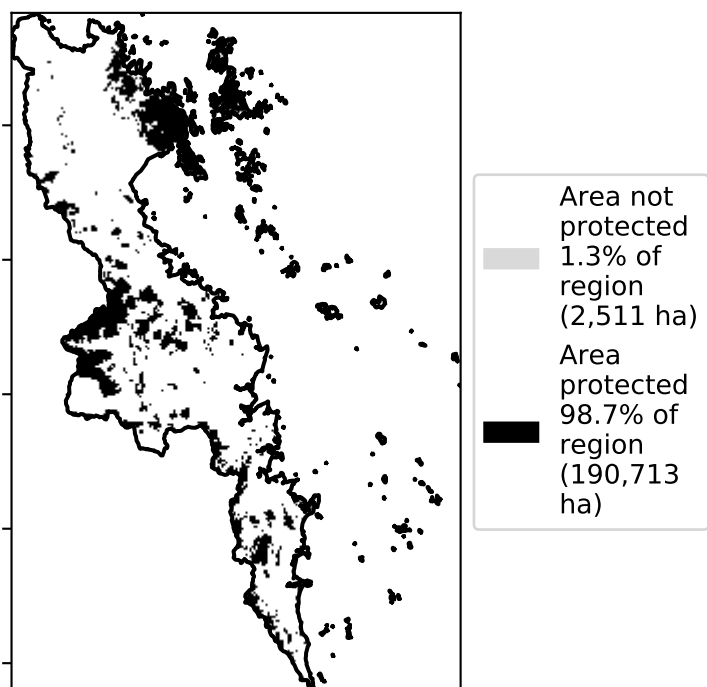 Area not
protected
1.3% of
region
(2,511 ha)
Area
protected
98.7% of
region
(190,713
ha)